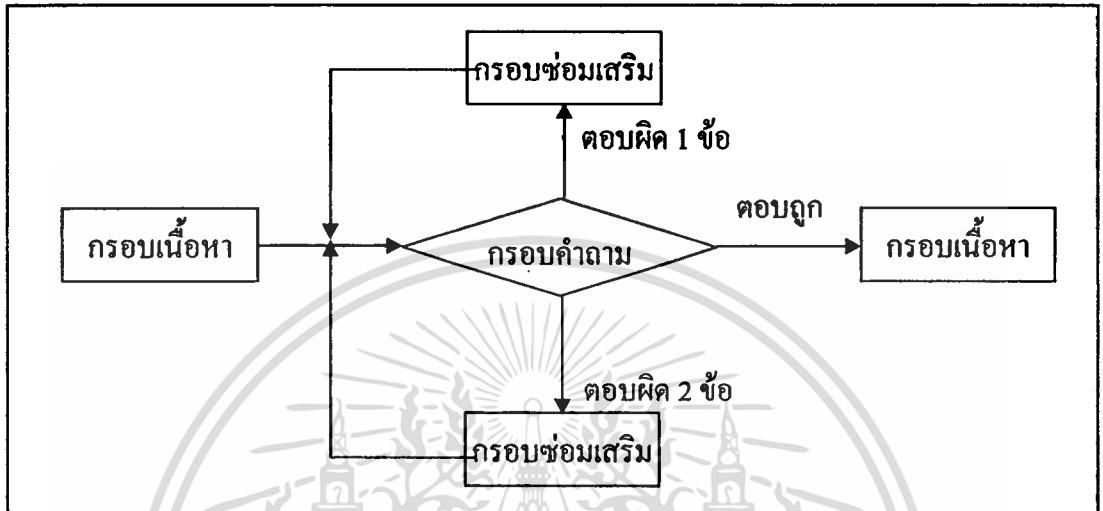 กรอบซ่อมเสริม
ตอบผิด 1 ข้อ
ตอบถูก
กรอบเนื้อหา
กรอบคำถาม
กรอบเนื้อหา
ตอบผิด 2 ข้อ
กรอบซ่อมเสริม